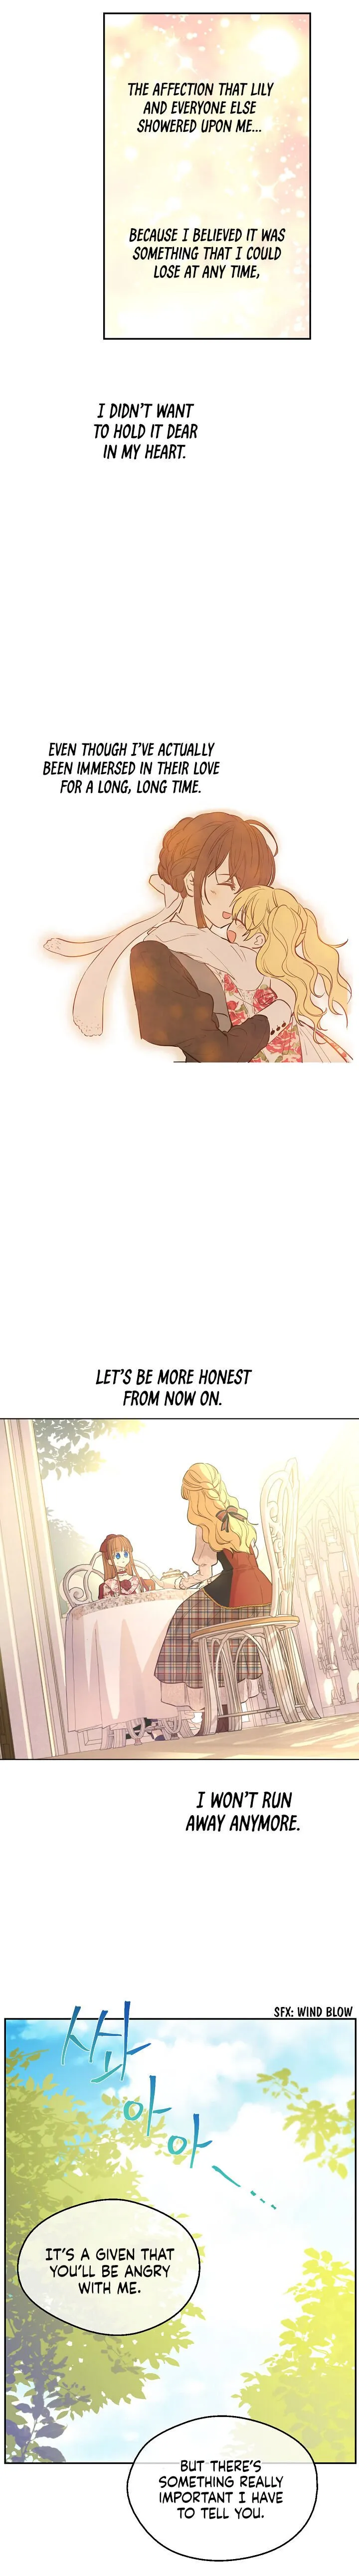 THE AFFECTION THAT LILY
AND EVERYONE ELSE
SHOWERED UPON ME...
BECAUSE I BELIEVED IT WAS
SOMETHING THAT I COULD
LOSE AT ANY TIME,
I DIDN'T WANT
TO HOLD IT DEAR
IN MY HEART.
EVEN THOUGH I'VE ACTUALLY
BEEN IMMERSED IN THEIR LOVE
FOR A LONG, LONG TIME.
LET'S BE MORE HONEST
FROM NOW ON.
I WON'T RUN
AWAY ANYMORE.
SFX: WIND BLOW
쏴
아
아
IT'S A GIVEN THAT
YOU'LL BE ANGRY
WITH ME.
BUT THERE'S
SOMETHING REALLY
IMPORTANT I HAVE
TO TELL YOU.